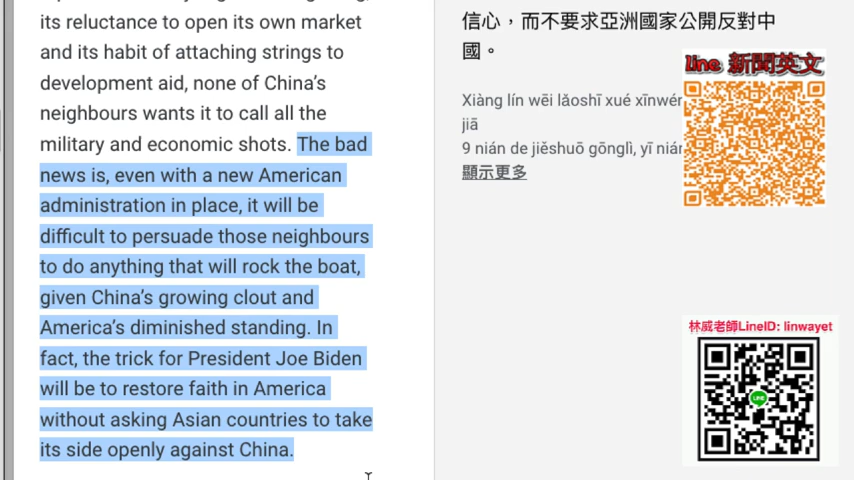 its reluctance to open its own market
and its habit of attaching strings to
development aid, none of China's
neighbours wants it to call all the
military and economic shots. The bad
news is, even with a new American
administration in place, it will be
difficult to persuade those neighbours
to do anything that will rock the boat,
given China's growing clout and
America's diminished standing. In
fact, the trick for President Joe Biden
will be to restore faith in America
without asking Asian countries to take
its side openly against China.
信心，而不要求亞洲國家公開反對中
國。
Xiàng lín wēi lǎoshī xué xīnwén
jiā
9 nián de jiěshuō gōnglì, yī nián
顯示更多
line 新聞英文
林威老師LineID: linwayet
LINE